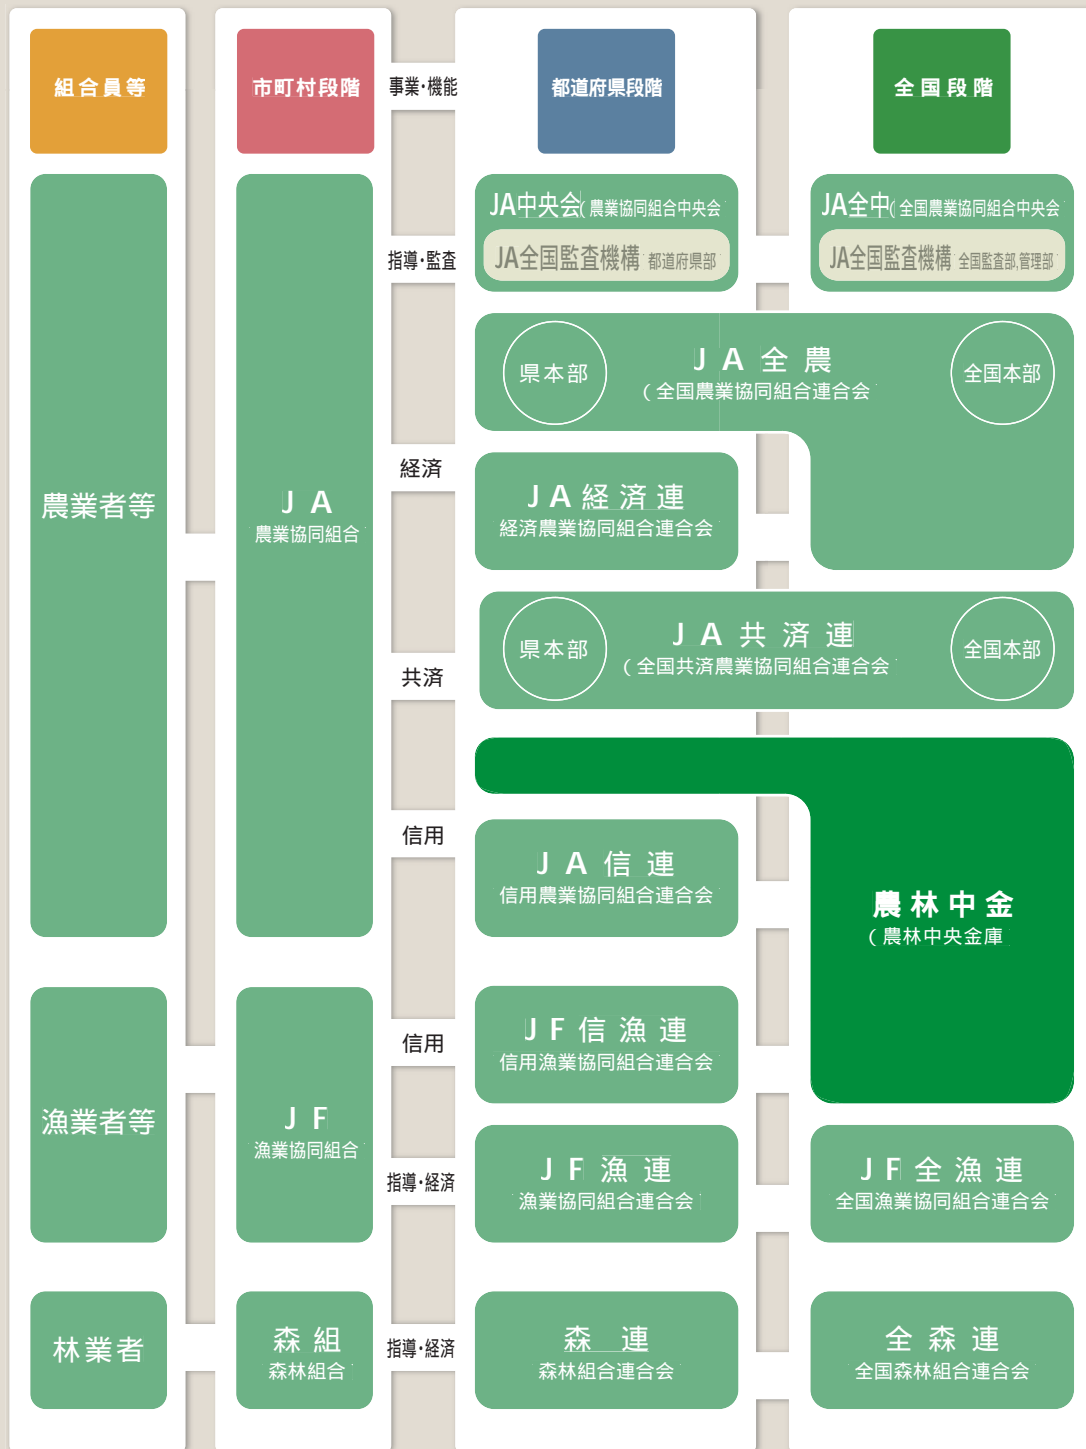 組合員等
市町村段階
事業・機能
都道府県段階
全国段階
農業者等
JA
農業協同組合
指導・監査
JA中央会(農業協同組合中央会
JA全国監査機構 都道府県部
JA全中(全国農業協同組合中央会
JA全国監査機構 全国監査部,管理部
県本部
JA全農
(全国農業協同組合連合会
全国本部
経済
JA経済連
経済農業協同組合連合会
共済
県本部
JA共済連
(全国共済農業協同組合連合会
全国本部
信用
JA信連
信用農業協同組合連合会
農林中金
(農林中央金庫
漁業者等
JF
漁業協同組合
信用
JF信漁連
信用漁業協同組合連合会
指導・経済
JF漁連
漁業協同組合連合会
JF全漁連
全国漁業協同組合連合会
林業者
森組
森林組合
指導・経済
森連
森林組合連合会
全森連
全国森林組合連合会